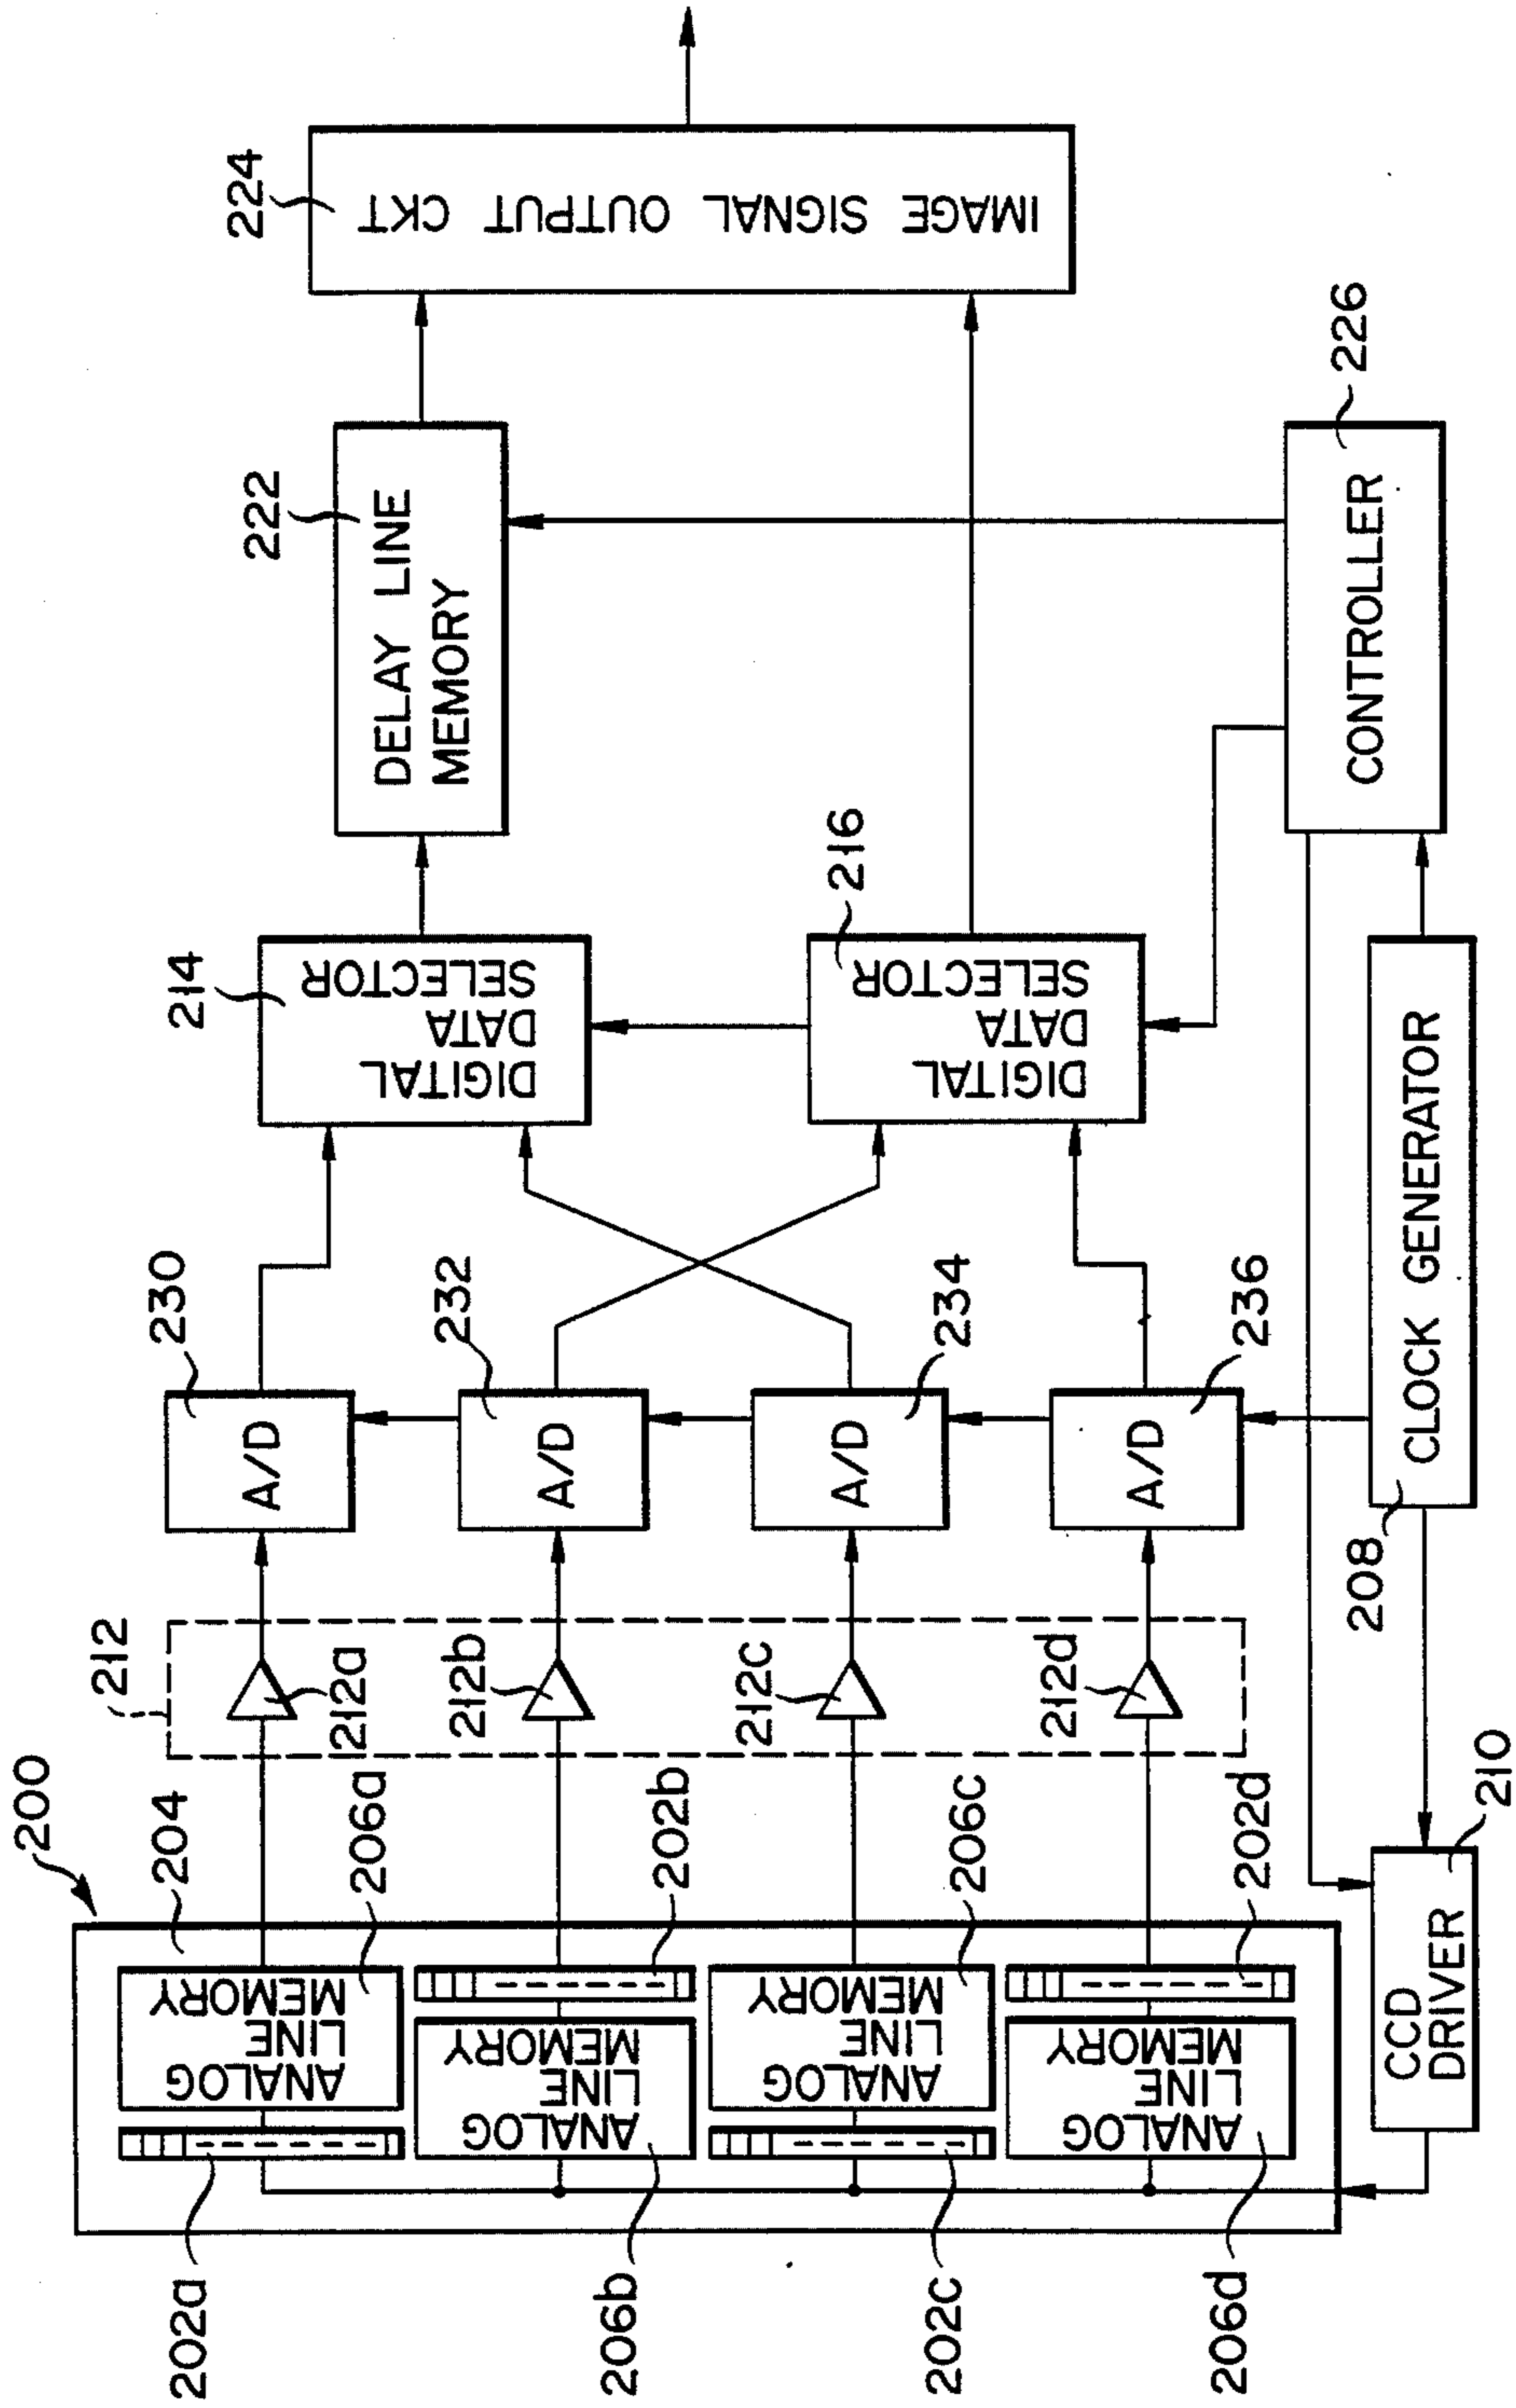 200
204
202a
ANALOG
LINE
MEMORY
206a
206b
ANALOG
LINE
MEMORY
202b
202c
ANALOG
LINE
MEMORY
206c
206d
ANALOG
LINE
MEMORY
202d
CCD
DRIVER
210
212
212a
212b
212c
212d
A/D
230
A/D
232
A/D
234
A/D
236
208
CLOCK GENERATOR
DIGITAL
DATA
SELECTOR
214
DIGITAL
DATA
SELECTOR
216
DELAY LINE
MEMORY
222
CONTROLLER
226
IMAGE SIGNAL OUTPUT CKT
224